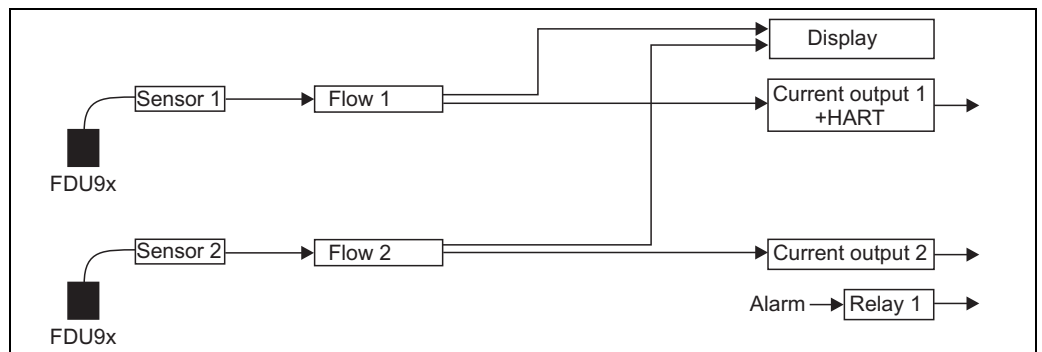 Display
Sensor 1
Flow 1
Current output 1
+HART
FDU9x
Sensor 2
Flow 2
Current output 2
Alarm
Relay 1
FDU9x